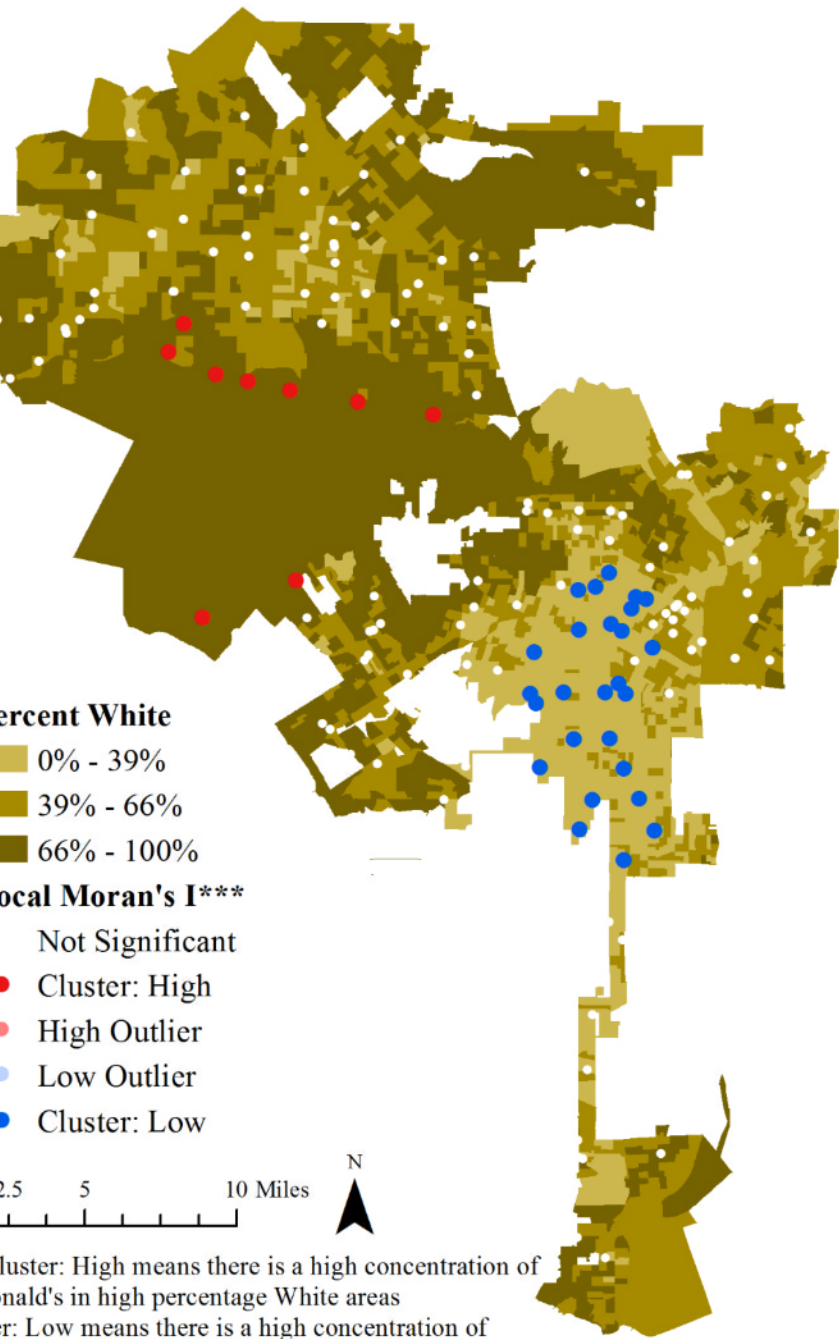 ercent White
0% - 39%
39% - 66%
66% - 100%
ocal Moran's I***
Not Significant
Cluster: High
High Outlier
Low Outlier
Cluster: Low
2.5 5 10 Miles
N
luster: High means there is a high concentration of
onald's in high percentage White areas
er: Low means there is a high concentration of